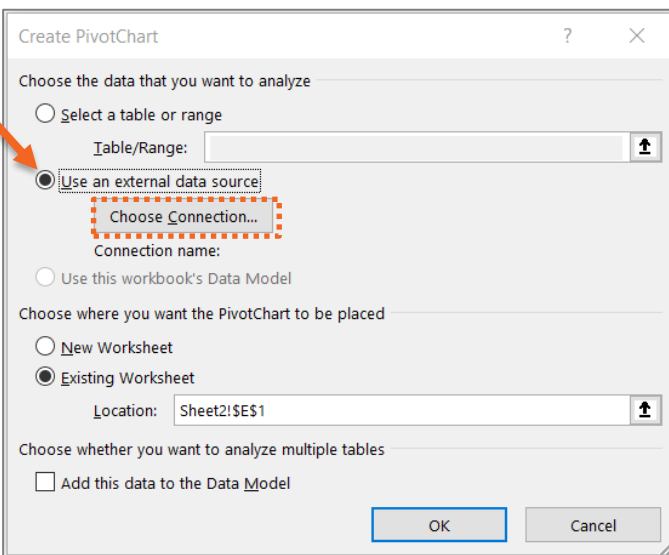 Create PivotChart ?
Choose the data that you want to analyze
Select a table or range
Table/Range:
Use an external data source
Choose Connection...
Connection name:
Use this workbook's Data Model
Choose where you want the PivotChart to be placed
New Worksheet
Existing Worksheet
Location: Sheet2!$E$1
Choose whether you want to analyze multiple tables
Add this data to the Data Model
OK Cancel